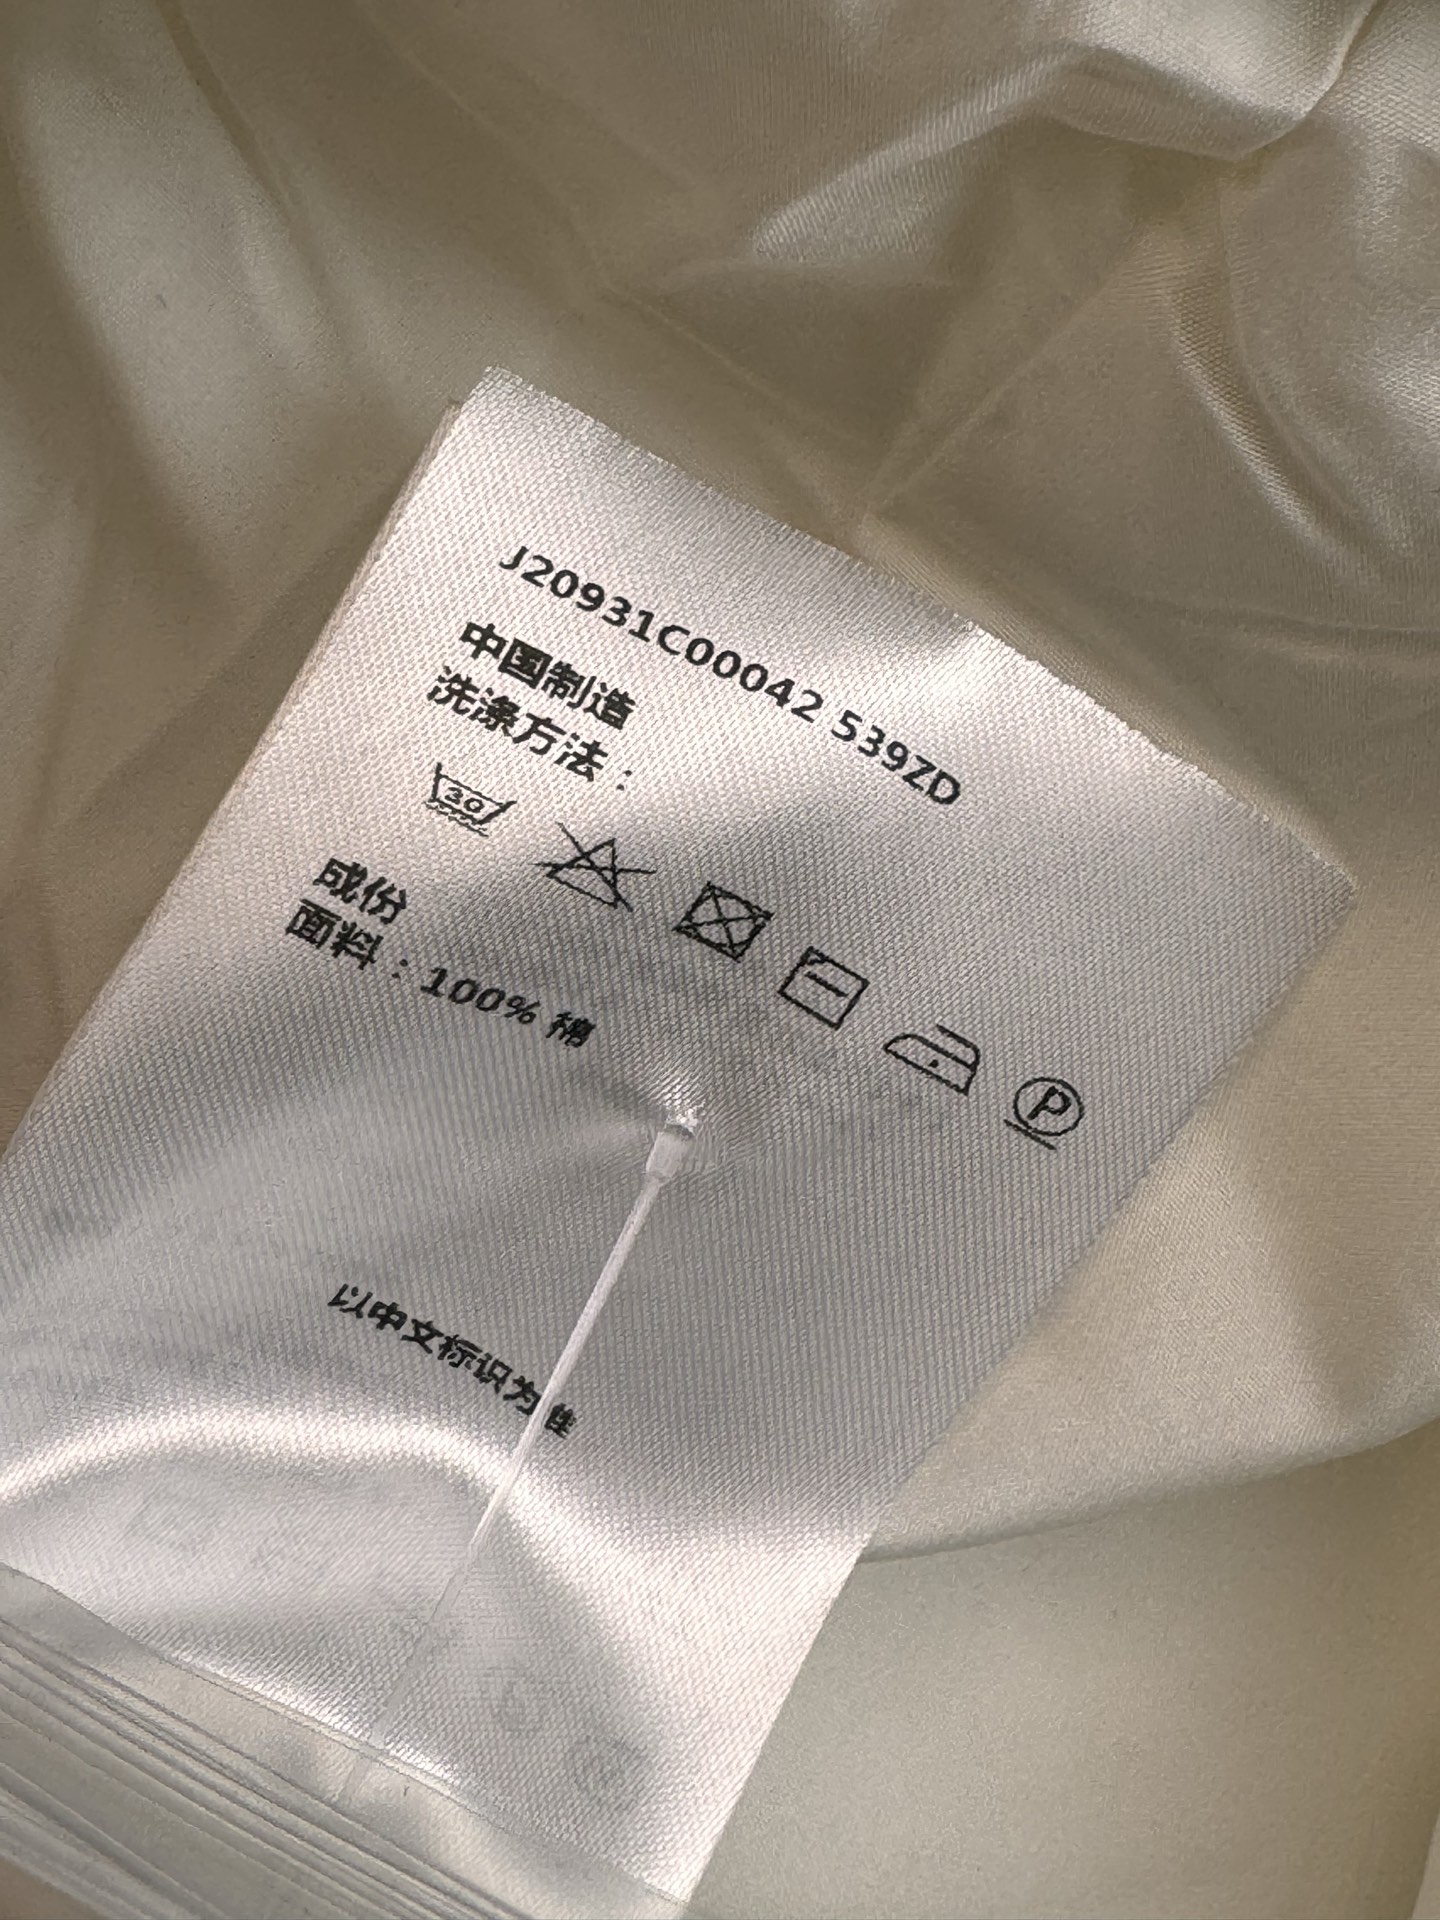 J20931C00042 539ZD
中国制造
洗涤方法：
30
P
成份
面料：100% 棉
以中文标识为准